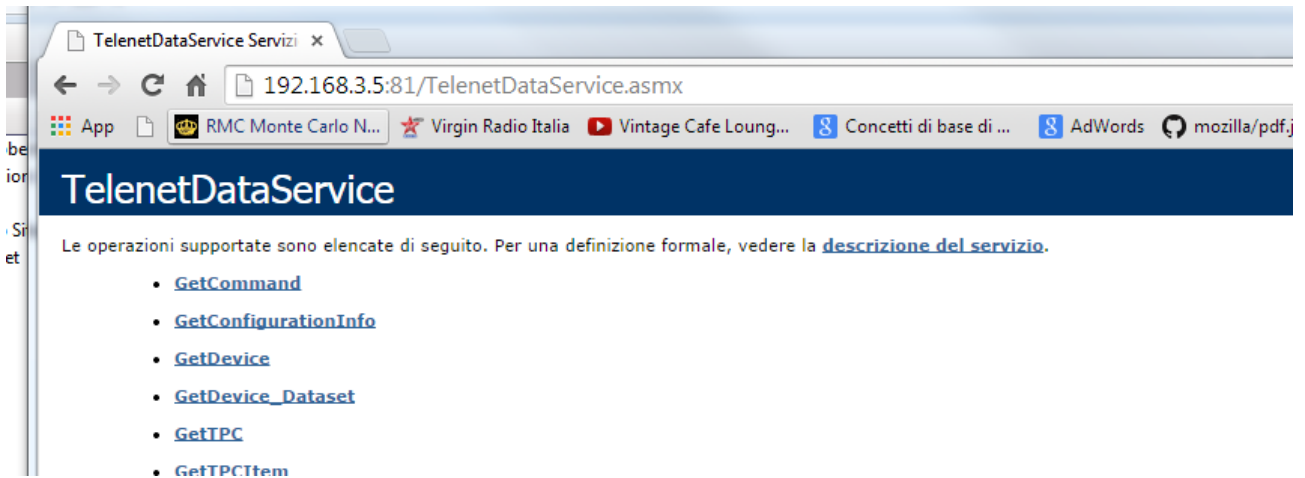 TelenetDataService Servizi
192.168.3.5:81/TelenetDataService.asmx
App RMC Monte Carlo N... Virgin Radio Italia Vintage Cafe Loung... Concetti di base di ... AdWords mozilla/pdf.j
TelenetDataService
Le operazioni supportate sono elencate di seguito. Per una definizione formale, vedere la descrizione del servizio.
GetCommand
GetConfigurationInfo
GetDevice
GetDevice_Dataset
GetTPC
GetTPCItem